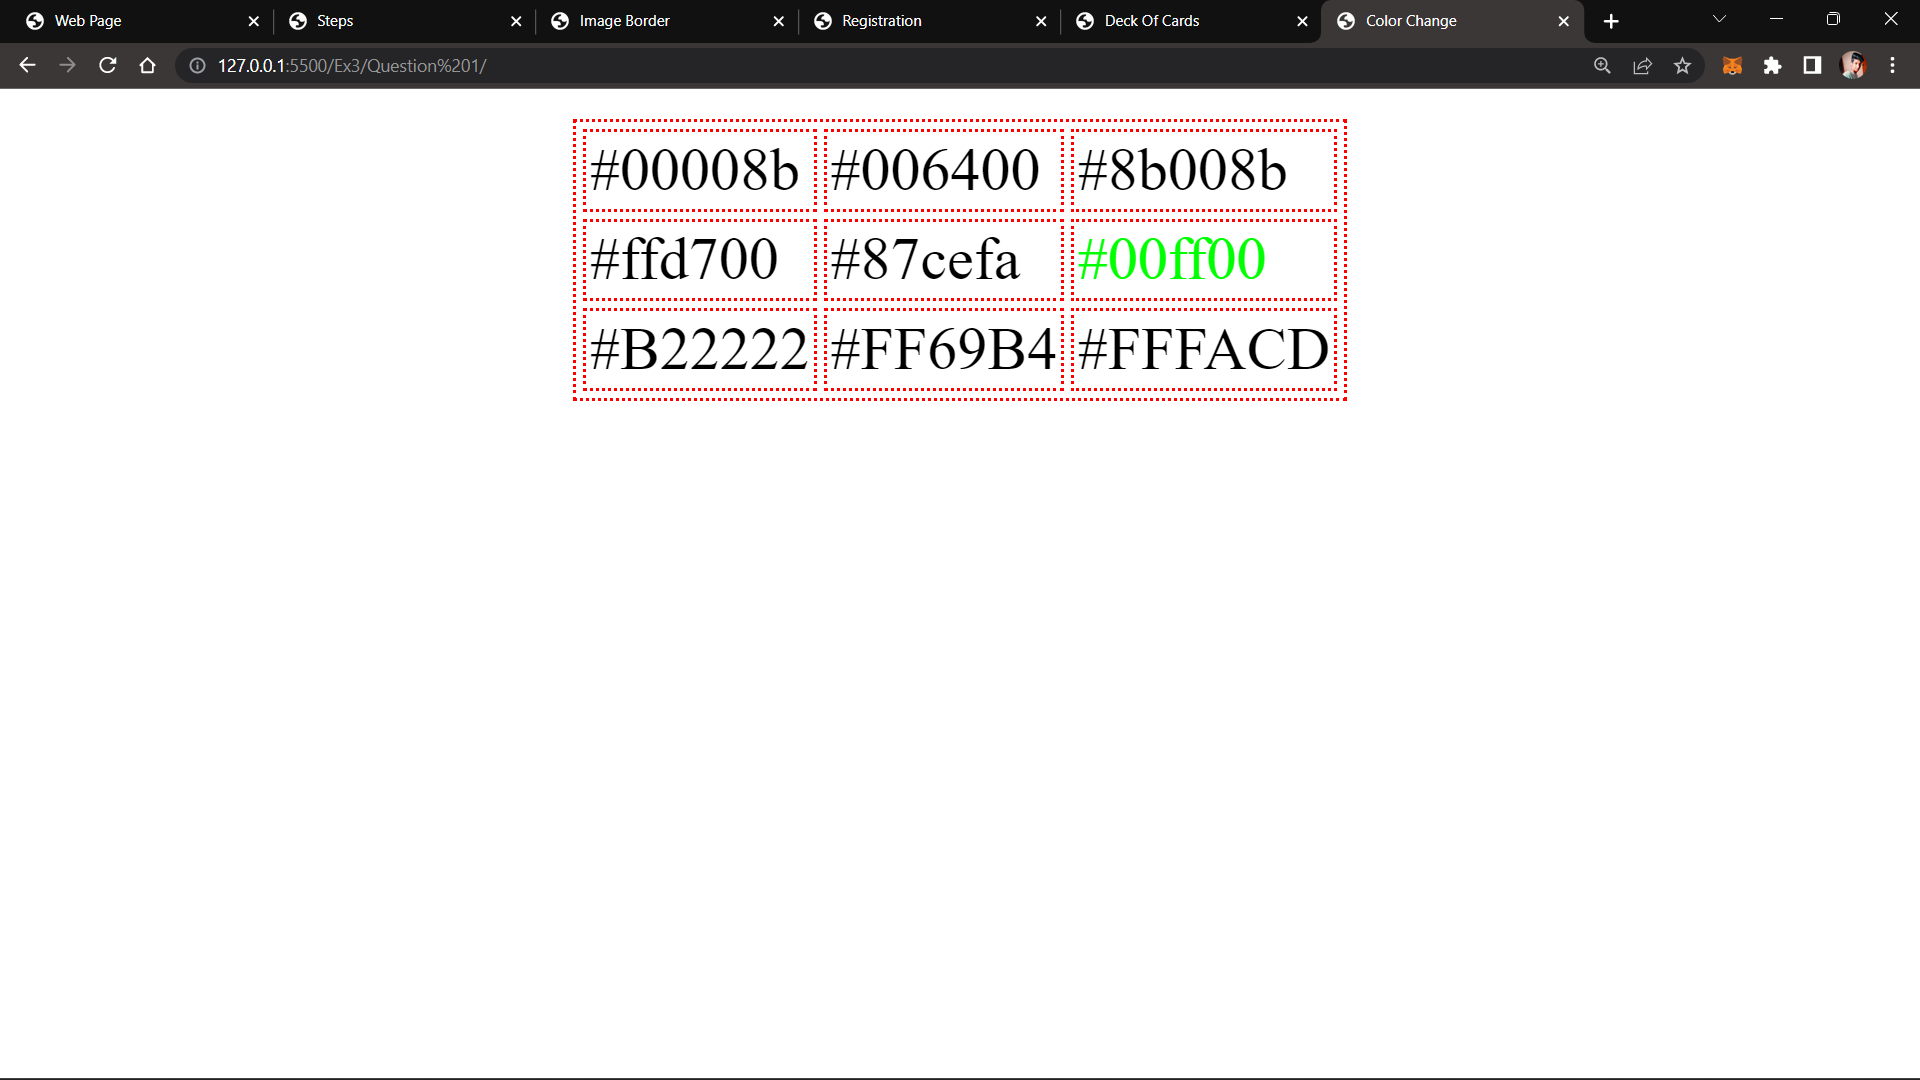 Web Page Steps Image Border Registration Deck Of Cards Color Change
127.0.0.1:5500/Ex3/Question%201/
#00008b #006400 #8b008b
#ffd700 #87cefa #00ff00
#B22222 #FF69B4 #FFFACD